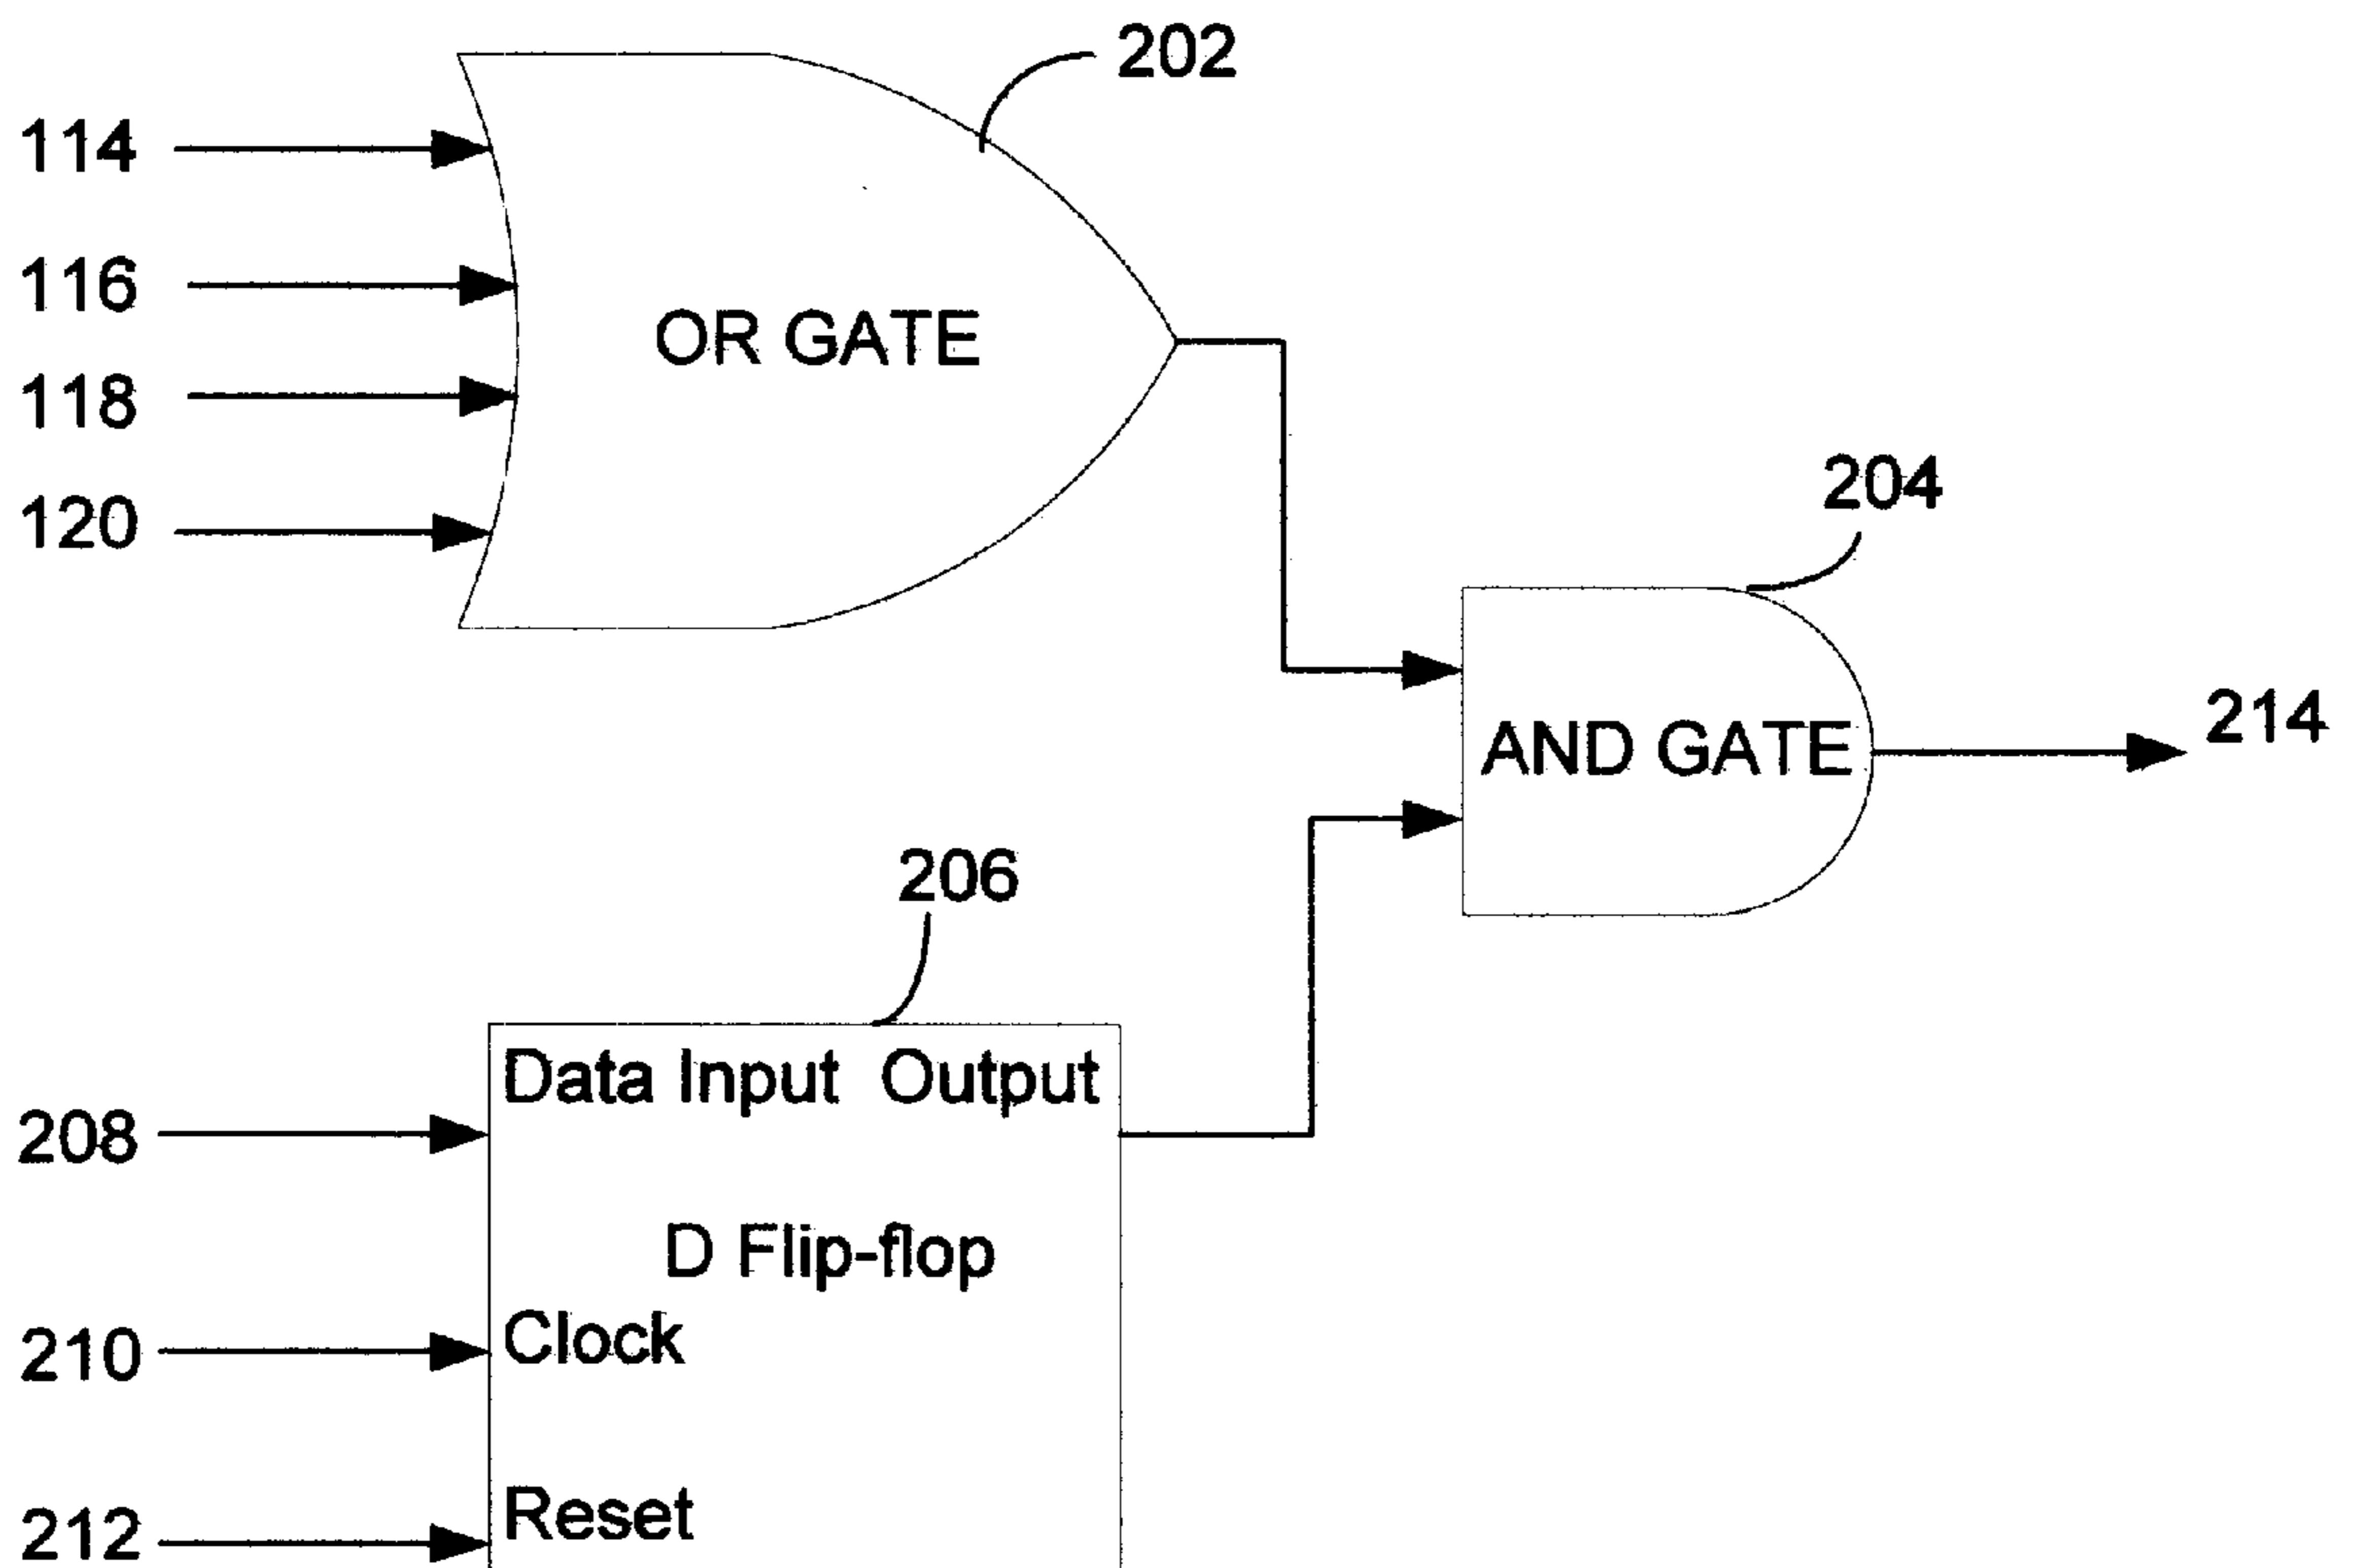 202
114
116
OR GATE
118
120
204
AND GATE
214
206
Data Input Output
208
D Flip-flop
Clock
210
Reset
212